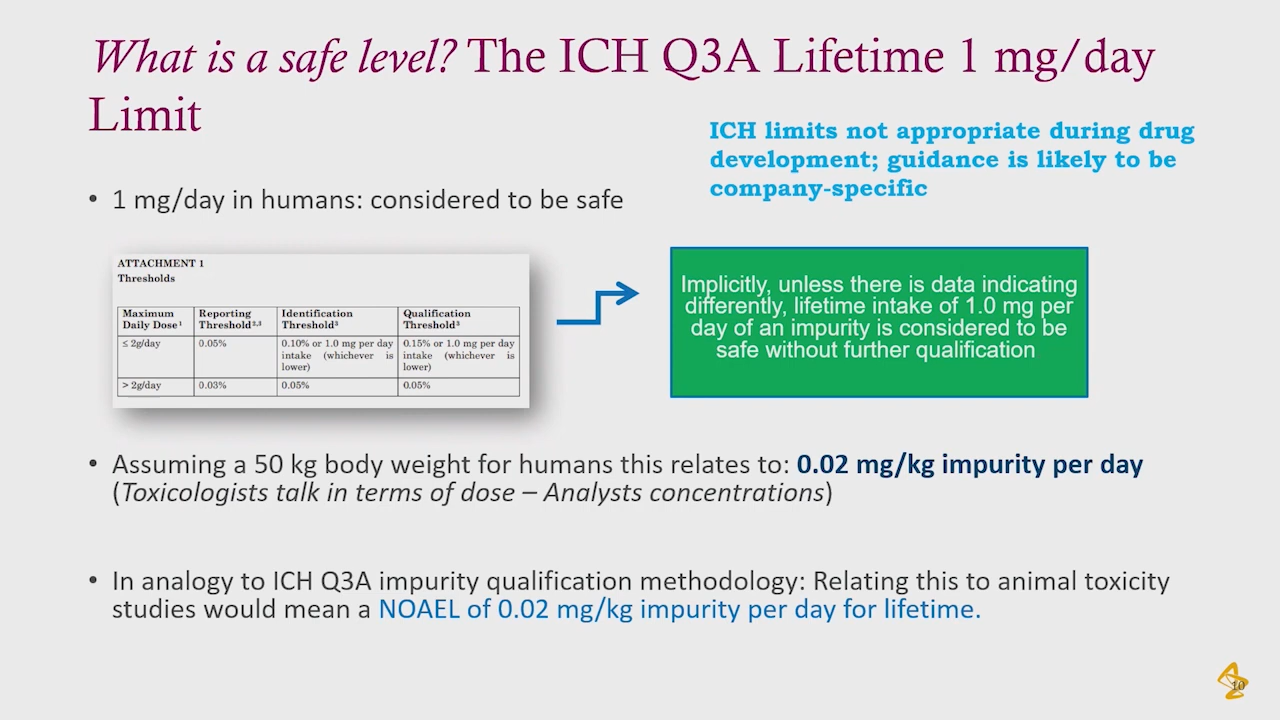 What is a safe level? The ICH Q3A Lifetime 1 mg/day
Limit
ICH limits not appropriate during drug
development; guidance is likely to be
company-specific
• 1 mg/day in humans: considered to be safe
ATTACHMENT 1
Thresholds
Maximum Daily Dose¹ Reporting Threshold²,³ Identification Threshold³ Qualification Threshold³
≤ 2g/day 0.05% 0.10% or 1.0 mg per day intake (whichever is lower) 0.15% or 1.0 mg per day intake (whichever is lower)
> 2g/day 0.03% 0.05% 0.05%
Implicitly, unless there is data indicating
differently, lifetime intake of 1.0 mg per
day of an impurity is considered to be
safe without further qualification
• Assuming a 50 kg body weight for humans this relates to: 0.02 mg/kg impurity per day
(Toxicologists talk in terms of dose – Analysts concentrations)
• In analogy to ICH Q3A impurity qualification methodology: Relating this to animal toxicity
studies would mean a NOAEL of 0.02 mg/kg impurity per day for lifetime.
10